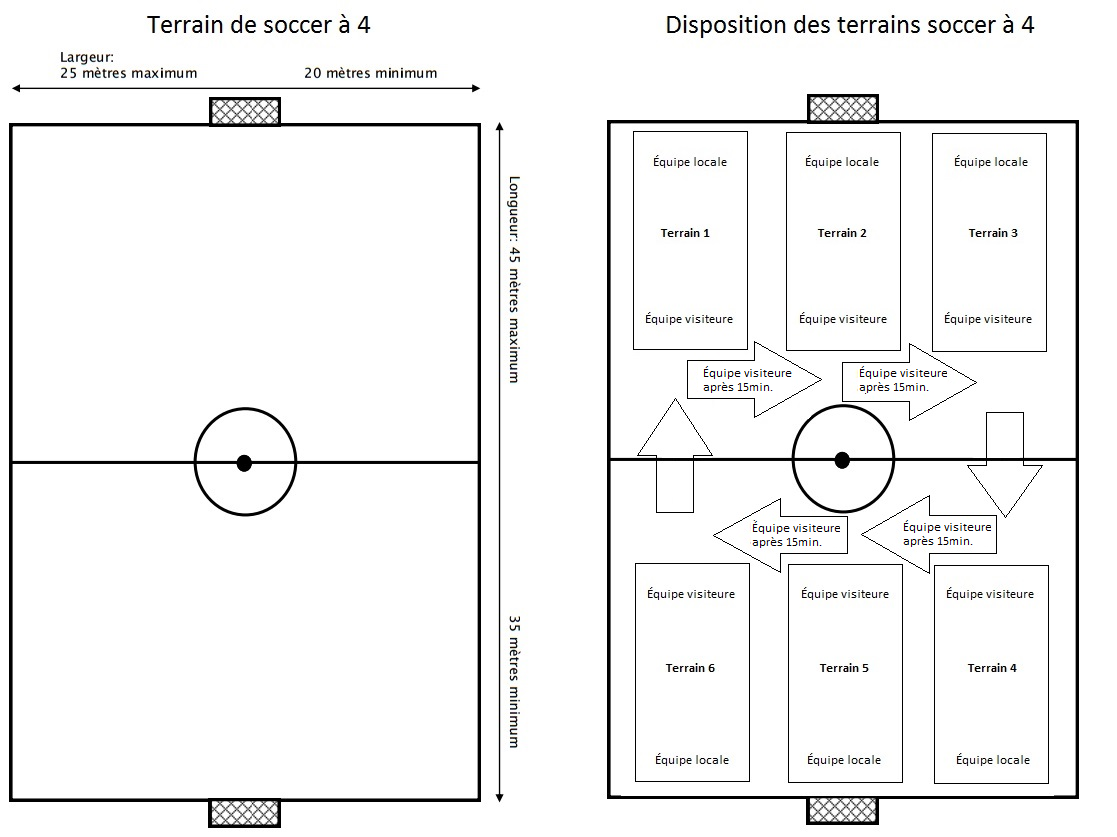 Terrain de soccer à 4
Largeur:
25 mètres maximum
20 mètres minimum
Longueur: 45 mètres maximum
35 mètres minimum
Disposition des terrains soccer à 4
Équipe locale
Équipe locale
Équipe locale
Terrain 1
Terrain 2
Terrain 3
Équipe visiteure
Équipe visiteure
Équipe visiteure
Équipe visiteure
après 15min.
Équipe visiteure
après 15min.
Équipe visiteure
après 15min.
Équipe visiteure
après 15min.
Équipe visiteure
Équipe visiteure
Équipe visiteure
Terrain 6
Terrain 5
Terrain 4
Équipe locale
Équipe locale
Équipe locale